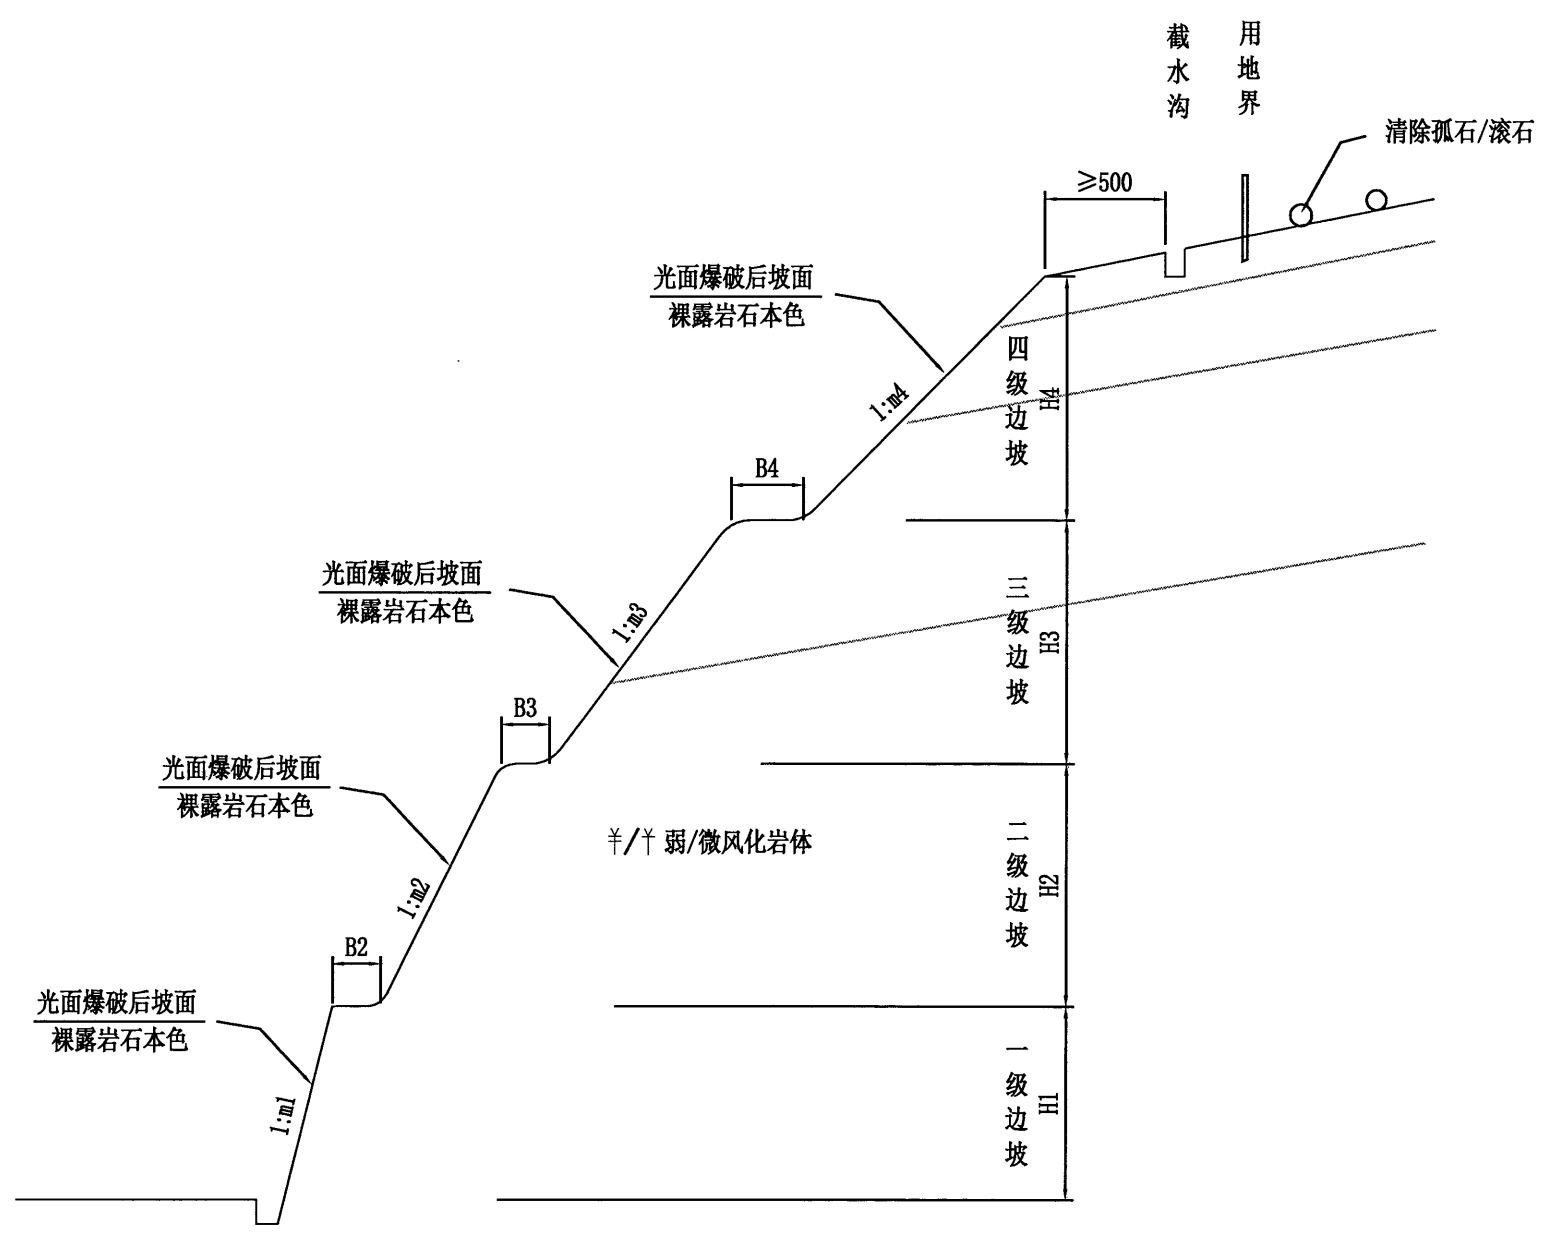 截水沟
用地界
清除孤石/滚石
≥500
光面爆破后坡面
裸露岩石本色
四级边坡
H4
1:m4
B4
光面爆破后坡面
裸露岩石本色
三级边坡
H3
1:m3
B3
光面爆破后坡面
裸露岩石本色
弱/微风化岩体
二级边坡
H2
1:m2
B2
光面爆破后坡面
裸露岩石本色
一级边坡
H1
1:m1